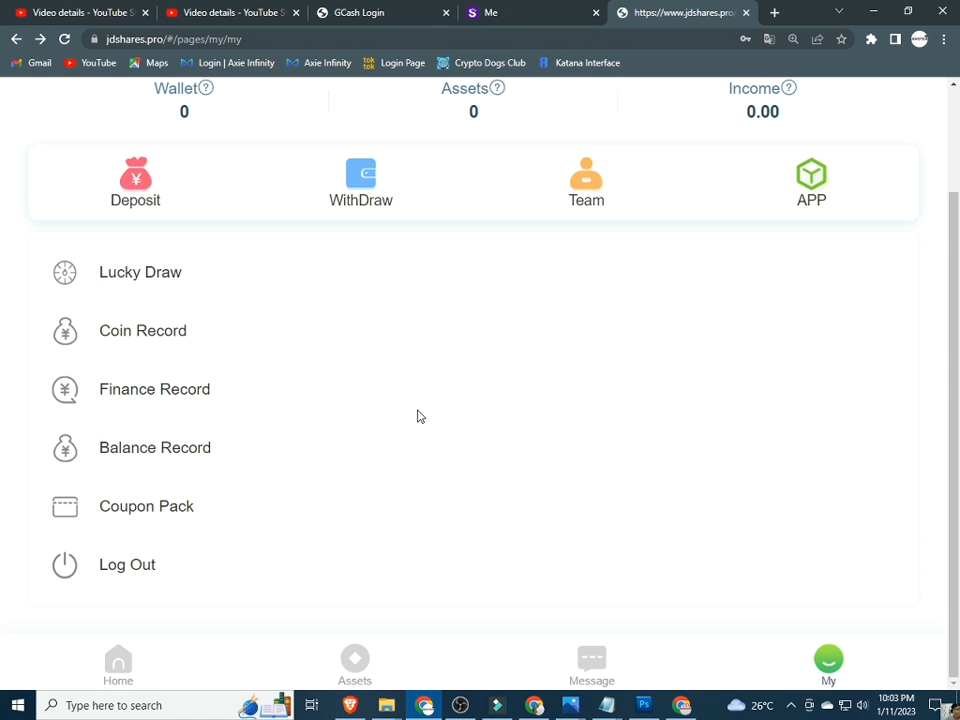 Video details - YouTube S
Video details - YouTube S
GCash Login
Me
https://www.jdshares.pro/
jdshares.pro/#/pages/my/my
Gmail
YouTube
Maps
Login | Axie Infinity
Axie Infinity
tok
tok
Login Page
Crypto Dogs Club
Katana Interface
Wallet?
Assets?
Income?
0
0
0.00
¥
Deposit
WithDraw
Team
APP
Lucky Draw
¥
Coin Record
¥
Finance Record
¥
Balance Record
Coupon Pack
Log Out
Home
Assets
Message
My
Type here to search
26°C
10:03 PM
1/11/2023